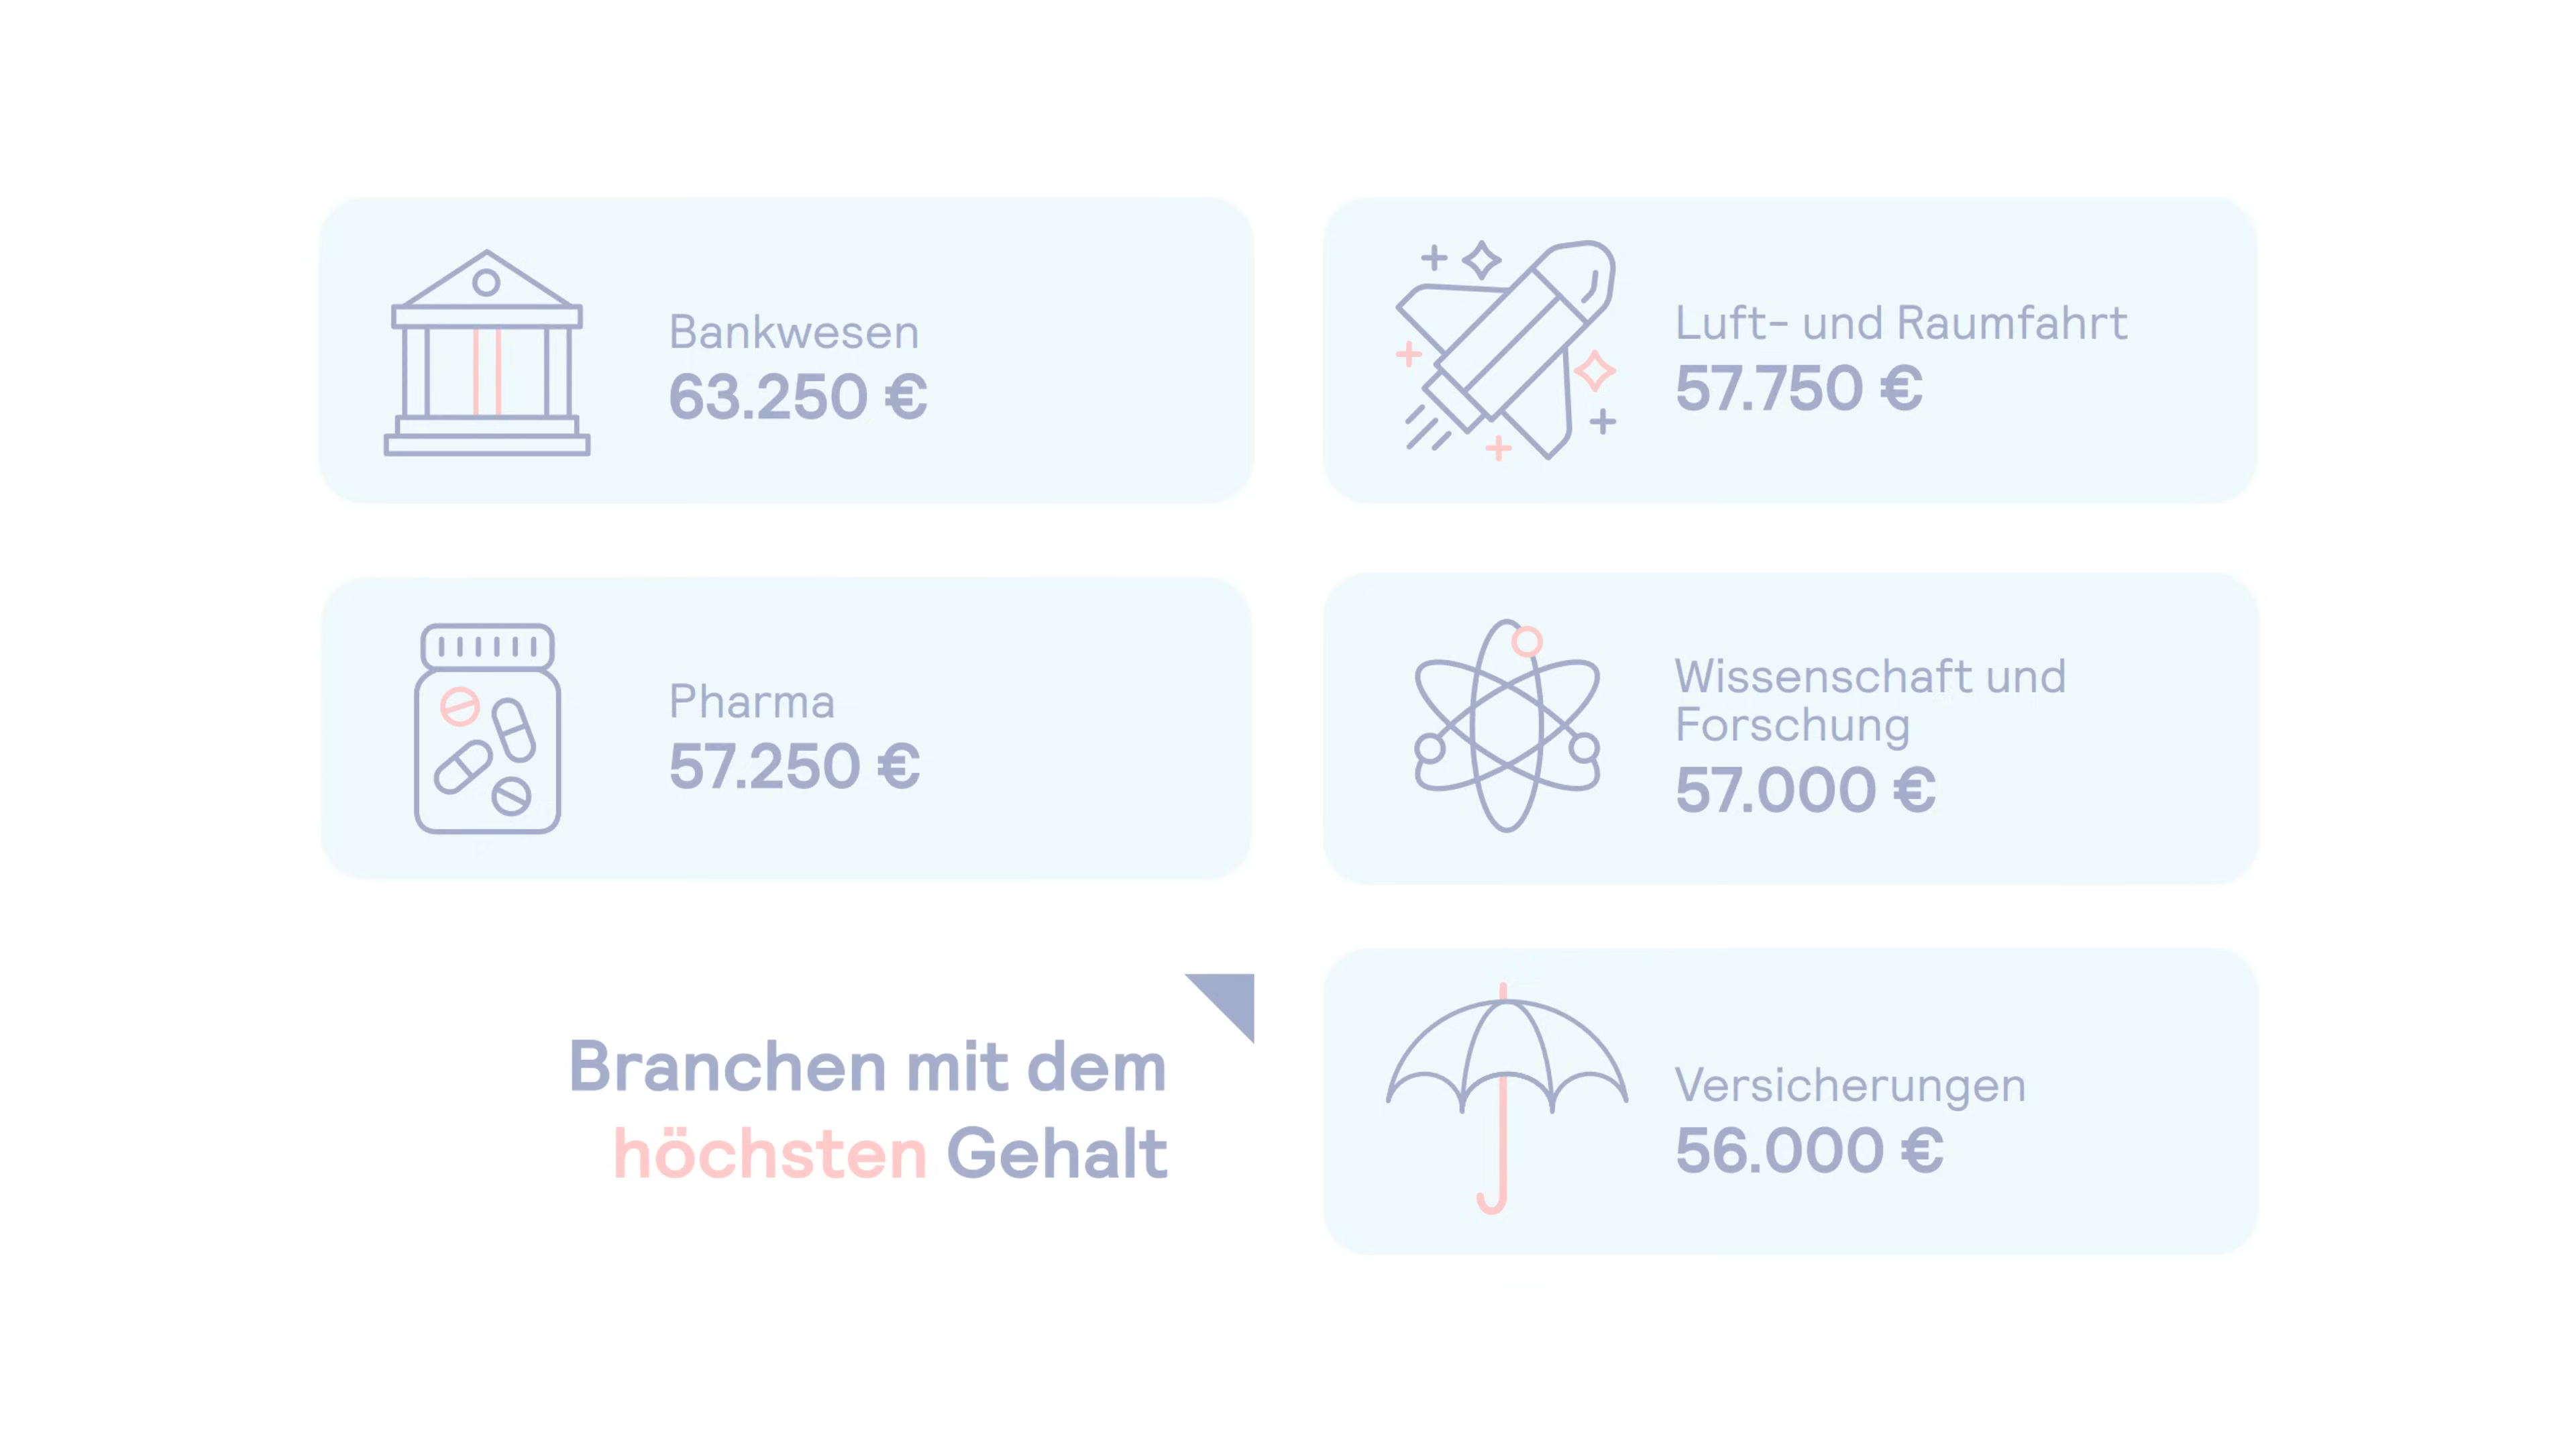 Bankwesen
63.250 €
Luft- und Raumfahrt
57.750 €
Pharma
57.250 €
Wissenschaft und
Forschung
57.000 €
Branchen mit dem
höchsten Gehalt
Versicherungen
56.000 €